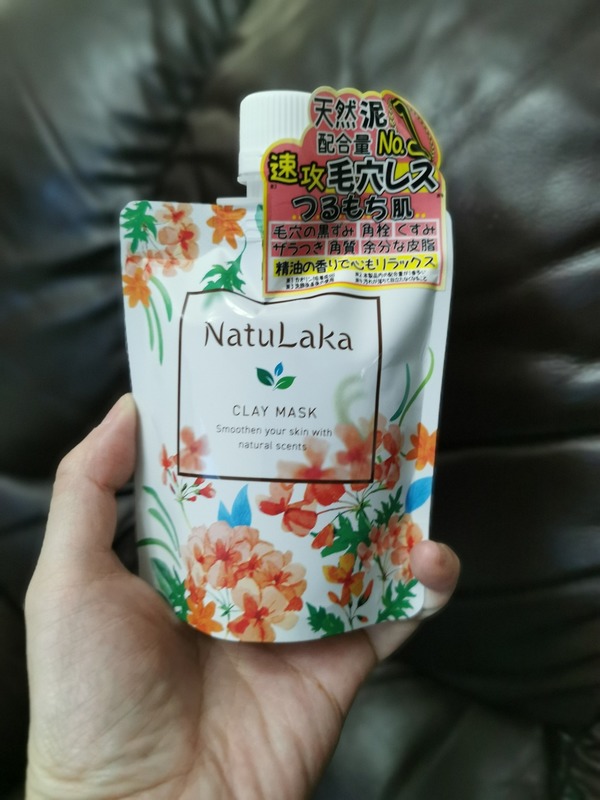 天然泥
配合量 No.1
速攻毛穴レス
つるもち肌
毛穴の黒ずみ 角栓 くすみ
ザラつき 角質 余分な皮脂
精油の香りで心もリラックス
NatuLaka
CLAY MASK
Smoothen your skin with
natural scents